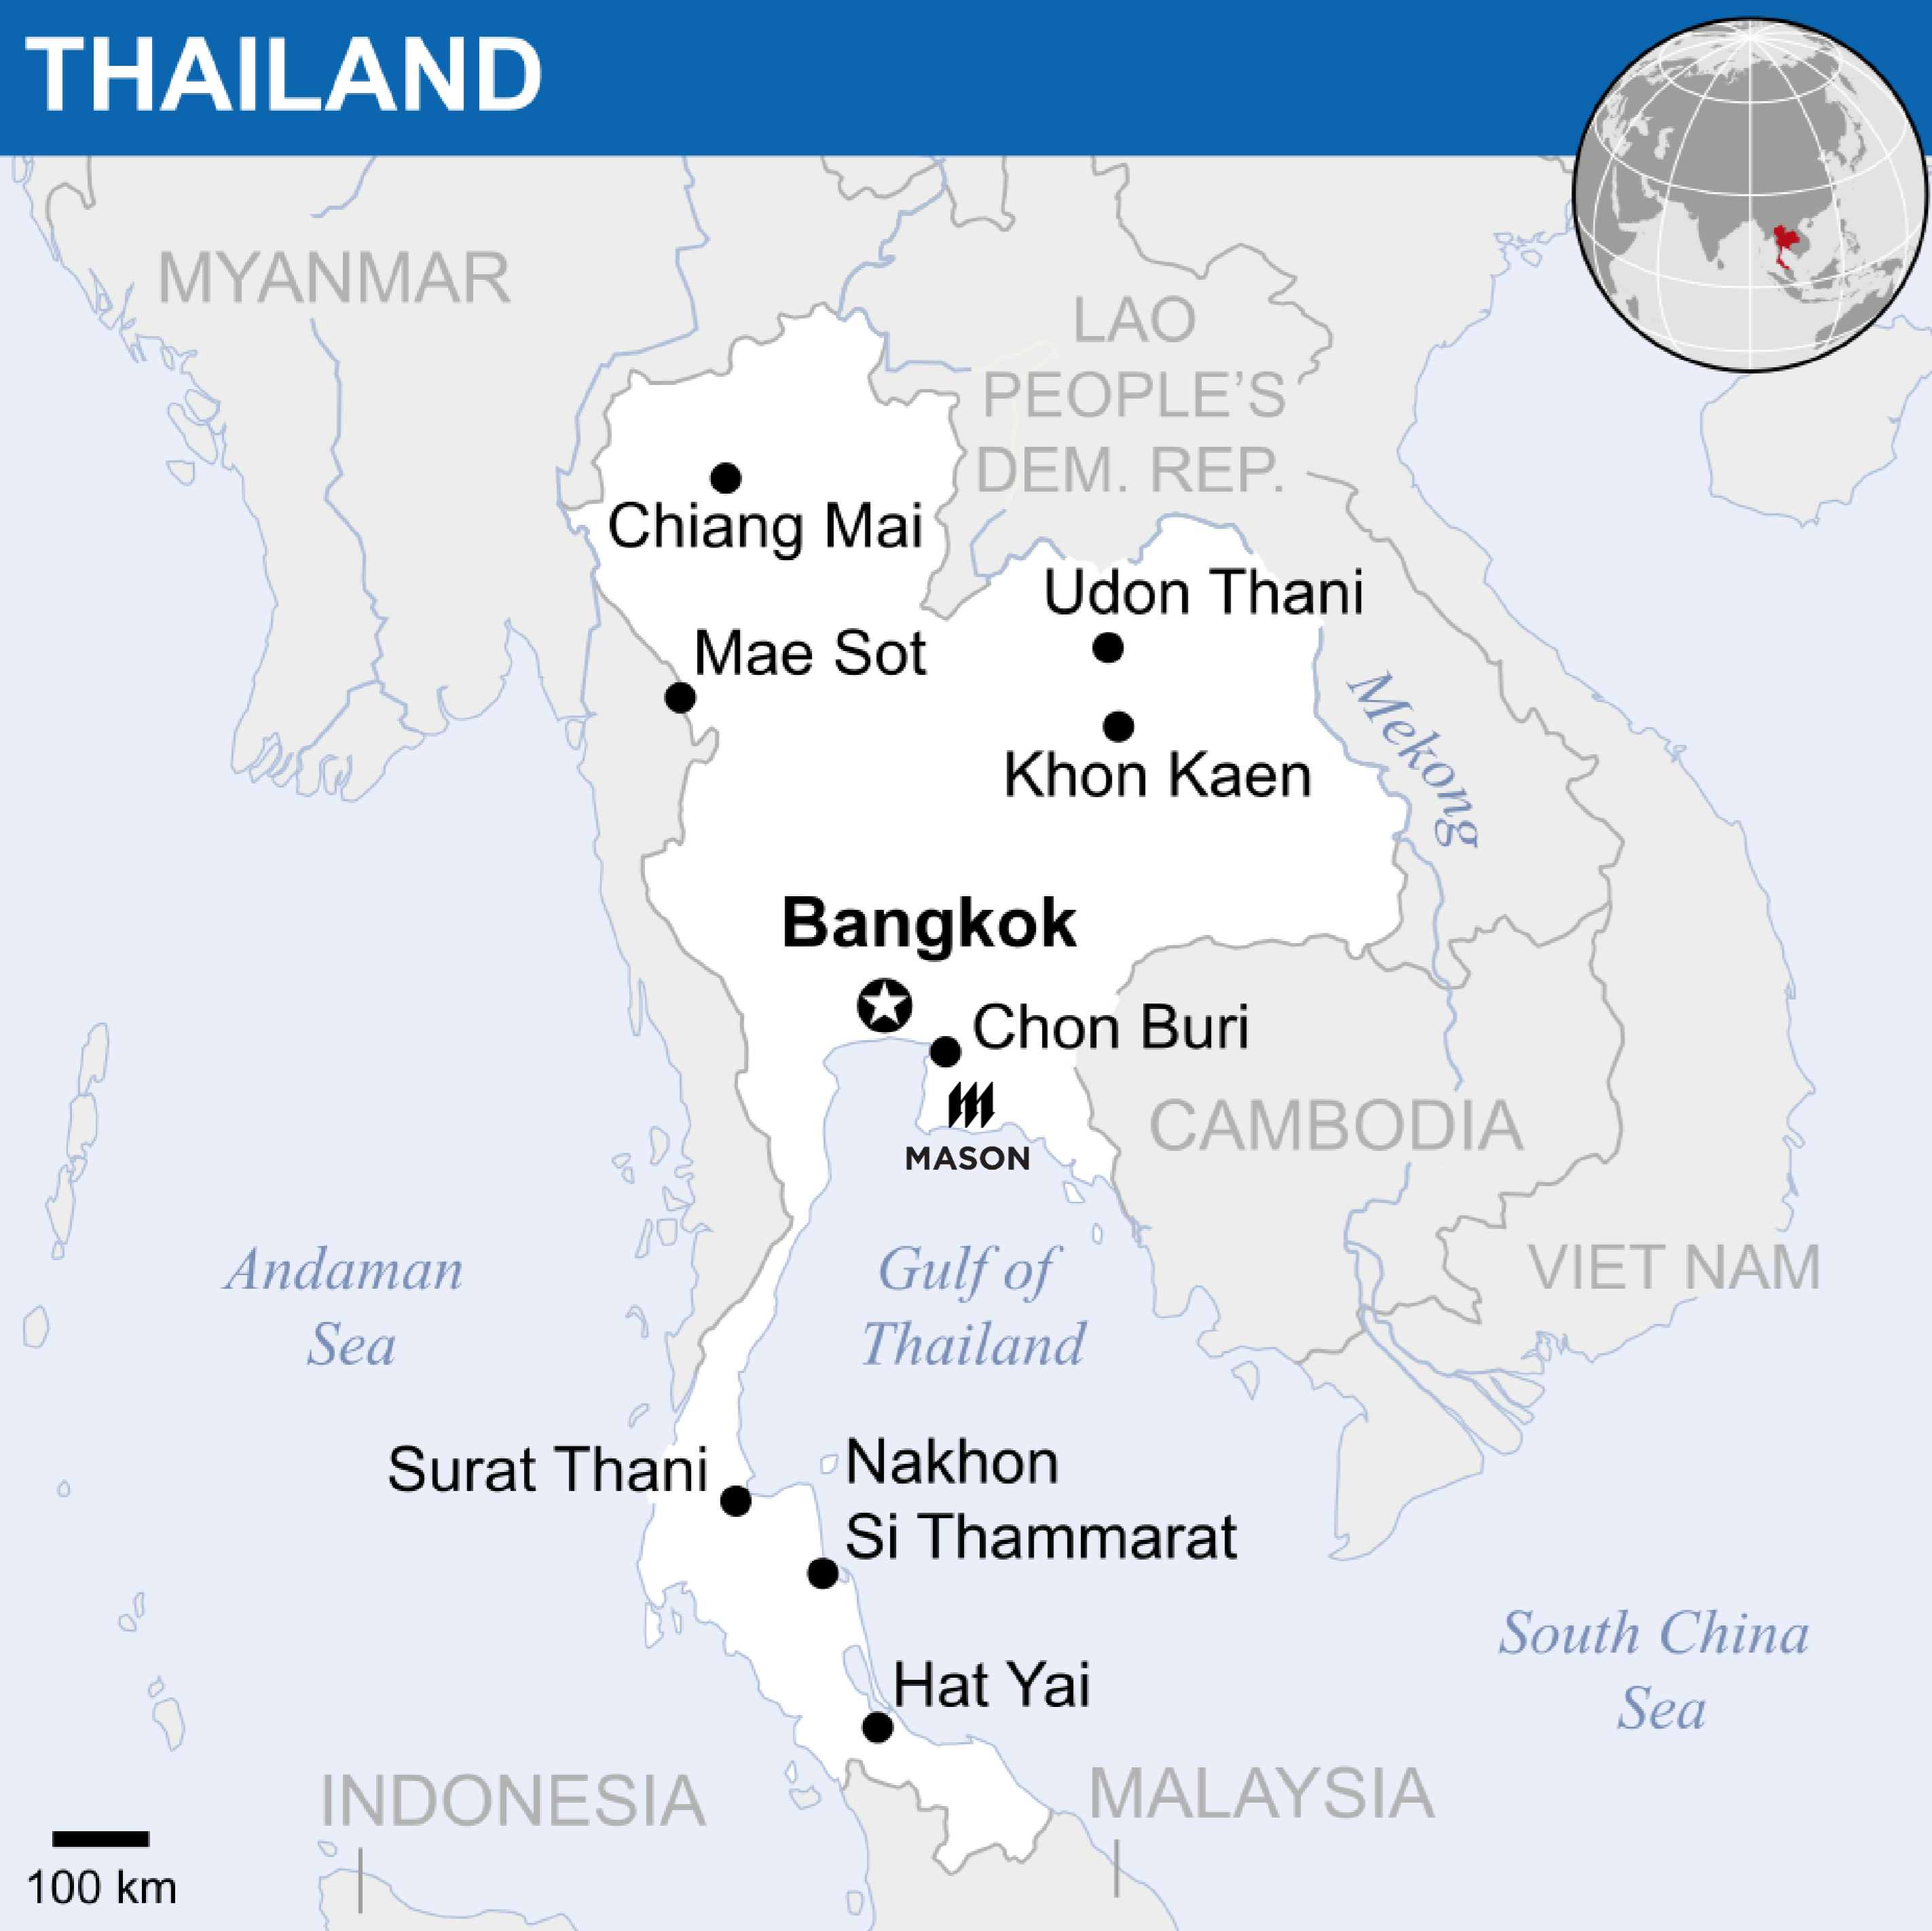 THAILAND
MYANMAR
LAO
PEOPLE'S
DEM. REP.
Chiang Mai
Udon Thani
Mae Sot
Mekong
Khon Kaen
Bangkok
Chon Buri
MASON
CAMBODIA
Andaman
Sea
Gulf of
Thailand
VIET NAM
Surat Thani
Nakhon
Si Thammarat
Hat Yai
South China
Sea
INDONESIA
MALAYSIA
100 km